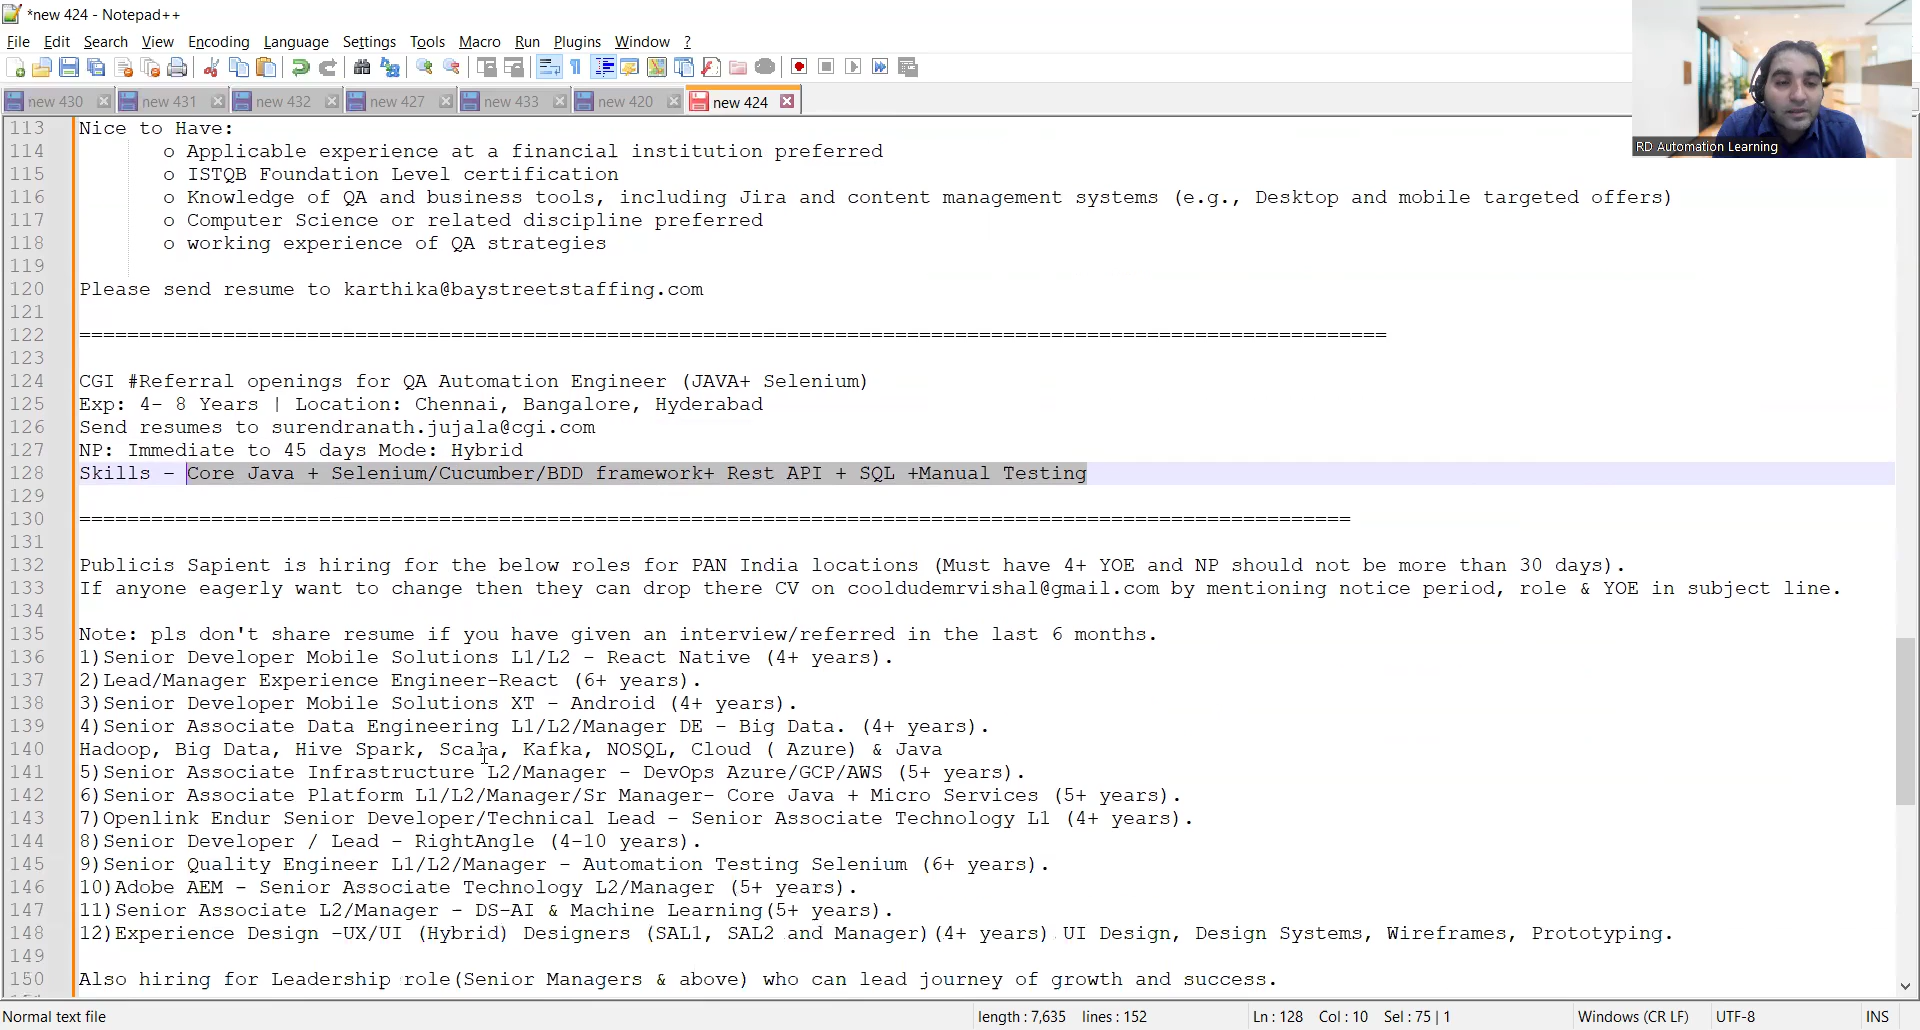 *new 424 - Notepad++
File Edit Search View Encoding Language Settings Tools Macro Run Plugins Window ?
new 430 new 431 new 432 new 427 new 433 new 420 new 424
RD Automation Learning
113 Nice to Have:
114 o Applicable experience at a financial institution preferred
115 o ISTQB Foundation Level certification
116 o Knowledge of QA and business tools, including Jira and content management systems (e.g., Desktop and mobile targeted offers)
117 o Computer Science or related discipline preferred
118 o working experience of QA strategies
119
120 Please send resume to karthika@baystreetstaffing.com
121
122 =============================================================================================================
123
124 CGI #Referral openings for QA Automation Engineer (JAVA+ Selenium)
125 Exp: 4- 8 Years | Location: Chennai, Bangalore, Hyderabad
126 Send resumes to surendranath.jujala@cgi.com
127 NP: Immediate to 45 days Mode: Hybrid
128 Skills - Core Java + Selenium/Cucumber/BDD framework+ Rest API + SQL +Manual Testing
129
130 ==========================================================================================================
131
132 Publicis Sapient is hiring for the below roles for PAN India locations (Must have 4+ YOE and NP should not be more than 30 days).
133 If anyone eagerly want to change then they can drop there CV on cooldudemrvishal@gmail.com by mentioning notice period, role & YOE in subject line.
134
135 Note: pls don't share resume if you have given an interview/referred in the last 6 months.
136 1)Senior Developer Mobile Solutions L1/L2 - React Native (4+ years).
137 2)Lead/Manager Experience Engineer-React (6+ years).
138 3)Senior Developer Mobile Solutions XT - Android (4+ years).
139 4)Senior Associate Data Engineering L1/L2/Manager DE - Big Data. (4+ years).
140 Hadoop, Big Data, Hive Spark, Scala, Kafka, NOSQL, Cloud ( Azure) & Java
141 5)Senior Associate Infrastructure L2/Manager - DevOps Azure/GCP/AWS (5+ years).
142 6)Senior Associate Platform L1/L2/Manager/Sr Manager- Core Java + Micro Services (5+ years).
143 7)Openlink Endur Senior Developer/Technical Lead - Senior Associate Technology L1 (4+ years).
144 8)Senior Developer / Lead - RightAngle (4-10 years).
145 9)Senior Quality Engineer L1/L2/Manager - Automation Testing Selenium (6+ years).
146 10)Adobe AEM - Senior Associate Technology L2/Manager (5+ years).
147 11)Senior Associate L2/Manager - DS-AI & Machine Learning(5+ years).
148 12)Experience Design -UX/UI (Hybrid) Designers (SAL1, SAL2 and Manager)(4+ years) UI Design, Design Systems, Wireframes, Prototyping.
149
150 Also hiring for Leadership role(Senior Managers & above) who can lead journey of growth and success.
Normal text file length : 7,635 lines : 152 Ln : 128 Col : 10 Sel : 75 | 1 Windows (CR LF) UTF-8 INS